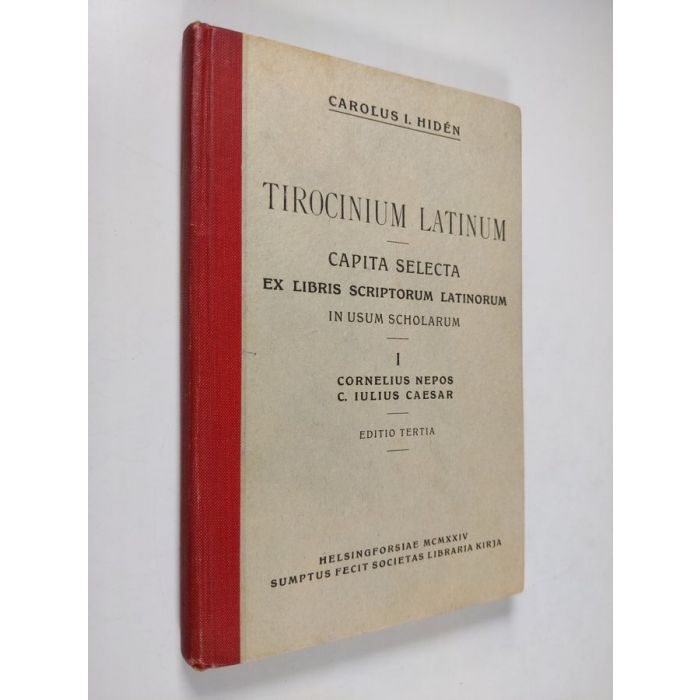 CAROLUS I. HIDÉN
TIROCINIUM LATINUM
CAPITA SELECTA
EX LIBRIS SCRIPTORUM LATINORUM
IN USUM SCHOLARUM
I
CORNELIUS NEPOS
C. IULIUS CAESAR
EDITIO TERTIA
HELSINGFORSIAE MCMXXIV
SUMPTUS FECIT SOCIETAS LIBRARIA KIRJA